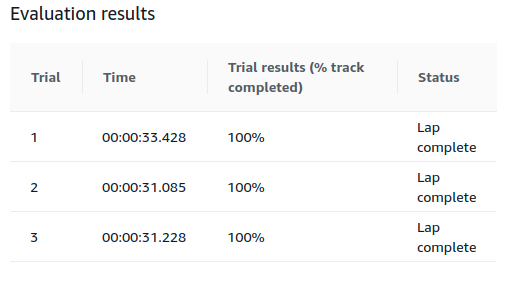 Evaluation results
Trial Time Trial results (% track completed) Status
1 00:00:33.428 100% Lap complete
2 00:00:31.085 100% Lap complete
3 00:00:31.228 100% Lap complete